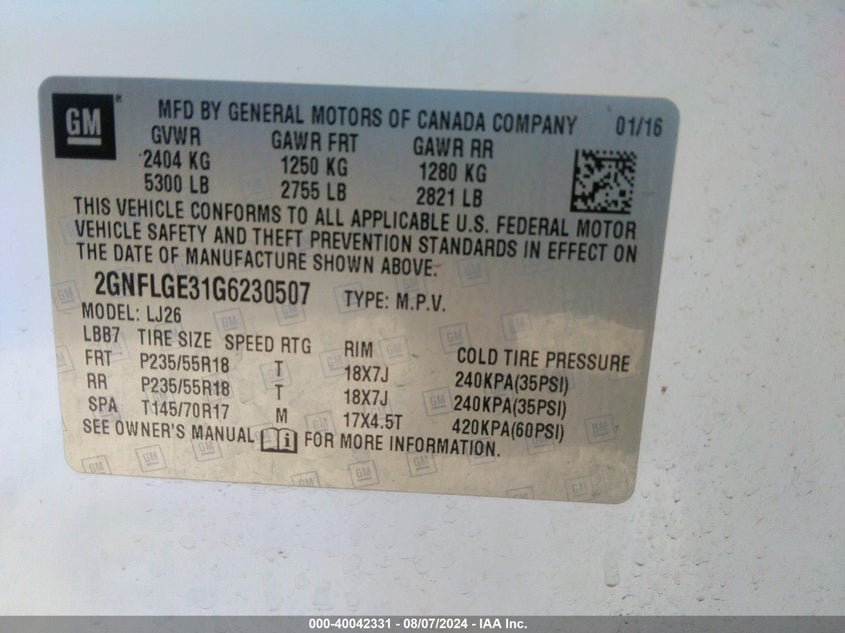 GM
MFD BY GENERAL MOTORS OF CANADA COMPANY 01/16
GVWR GAWR FRT GAWR RR
2404 KG 1250 KG 1280 KG
5300 LB 2755 LB 2821 LB
THIS VEHICLE CONFORMS TO ALL APPLICABLE U.S. FEDERAL MOTOR
VEHICLE SAFETY AND THEFT PREVENTION STANDARDS IN EFFECT ON
THE DATE OF MANUFACTURE SHOWN ABOVE.
2GNFLGE31G6230507 TYPE: M.P.V.
MODEL: LJ26
LBB7 TIRE SIZE SPEED RTG RIM COLD TIRE PRESSURE
FRT P235/55R18 T 18X7J 240KPA(35PSI)
RR P235/55R18 T 18X7J 240KPA(35PSI)
SPA T145/70R17 M 17X4.5T 420KPA(60PSI)
SEE OWNER'S MANUAL FOR MORE INFORMATION.
000-40042331 - 08/07/2024 - IAA Inc.